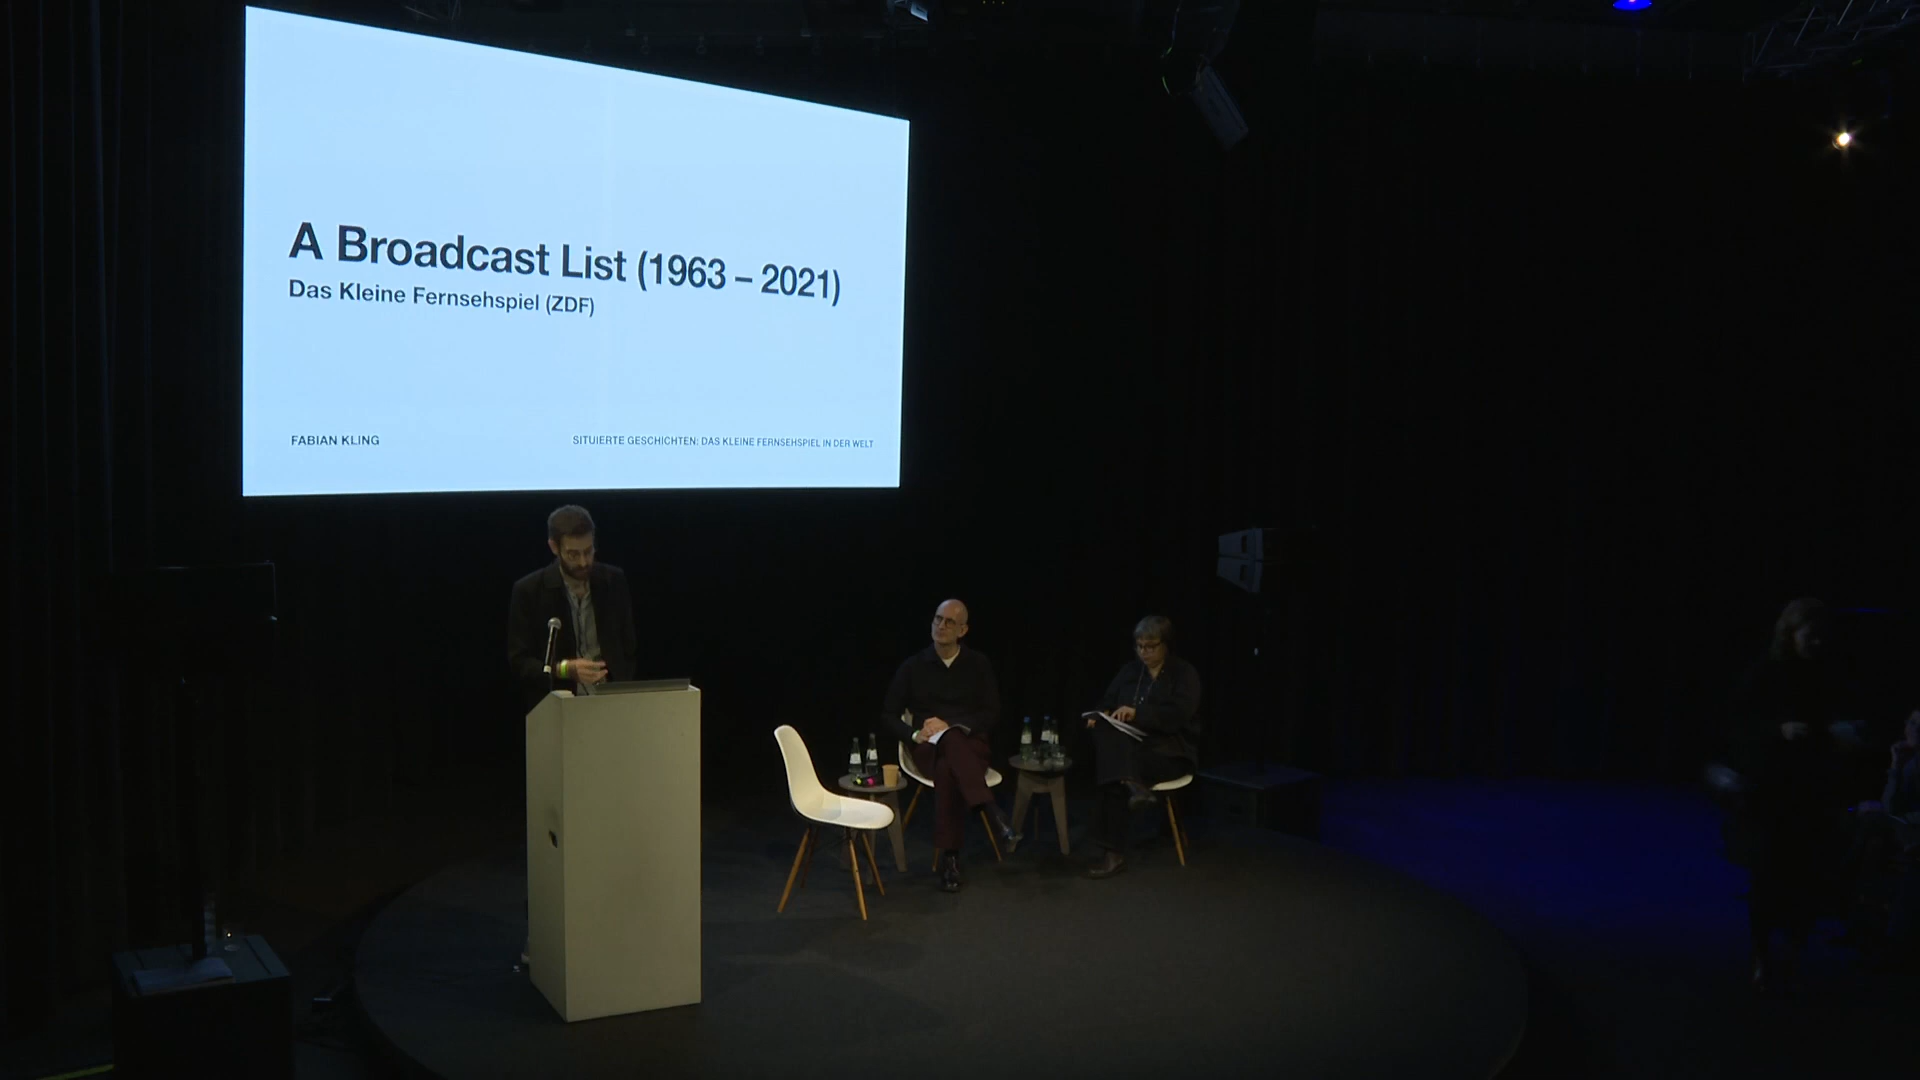 A Broadcast List (1963 – 2021)
Das Kleine Fernsehspiel (ZDF)
FABIAN KLING
SITUIERTE GESCHICHTEN: DAS KLEINE FERNSEHSPIEL IN DER WELT